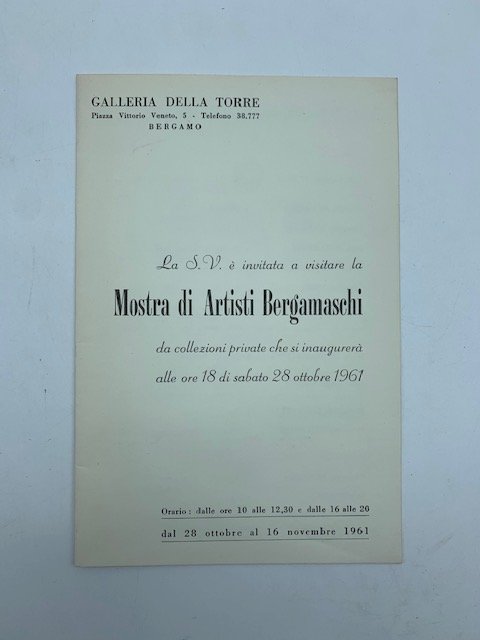 GALLERIA DELLA TORRE
Piazza Vittorio Veneto, 5 - Telefono 38.777
BERGAMO
La S. V. è invitata a visitare la
Mostra di Artisti Bergamaschi
da collezioni private che si inaugurerà
alle ore 18 di sabato 28 ottobre 1961
Orario : dalle ore 10 alle 12,30 e dalle 16 alle 20
dal 28 ottobre al 16 novembre 1961